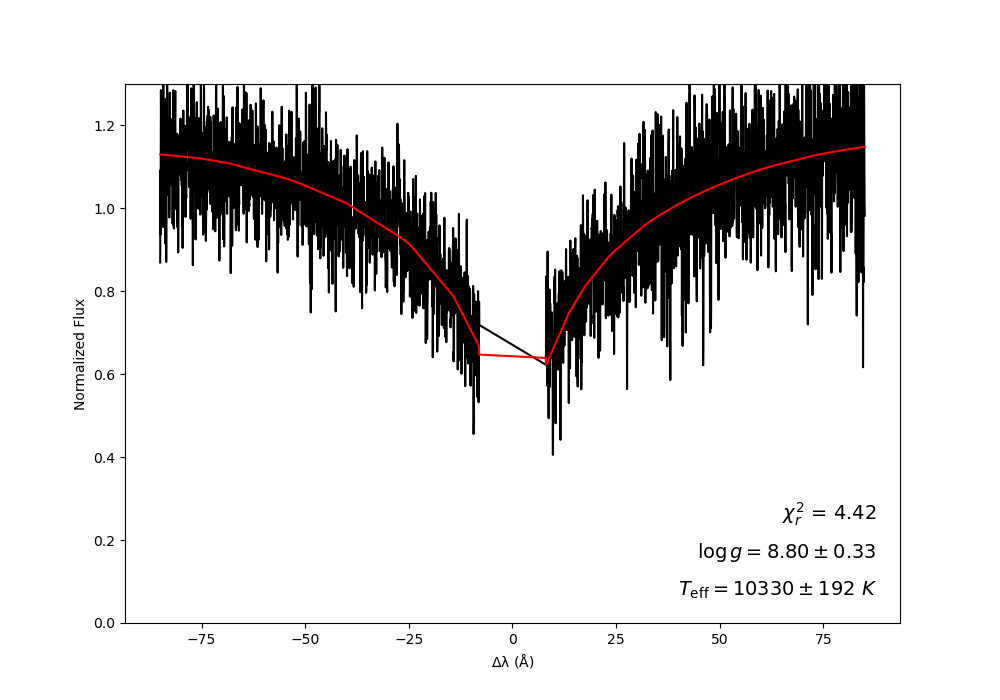 1.2
1.0
0.8
0.6
0.4
0.2
0.0
Normalized Flux
χ²ᵣ = 4.42
log g = 8.80 ± 0.33
T_eff = 10330 ± 192 K
−75 −50 −25 0 25 50 75
Δλ (Å)